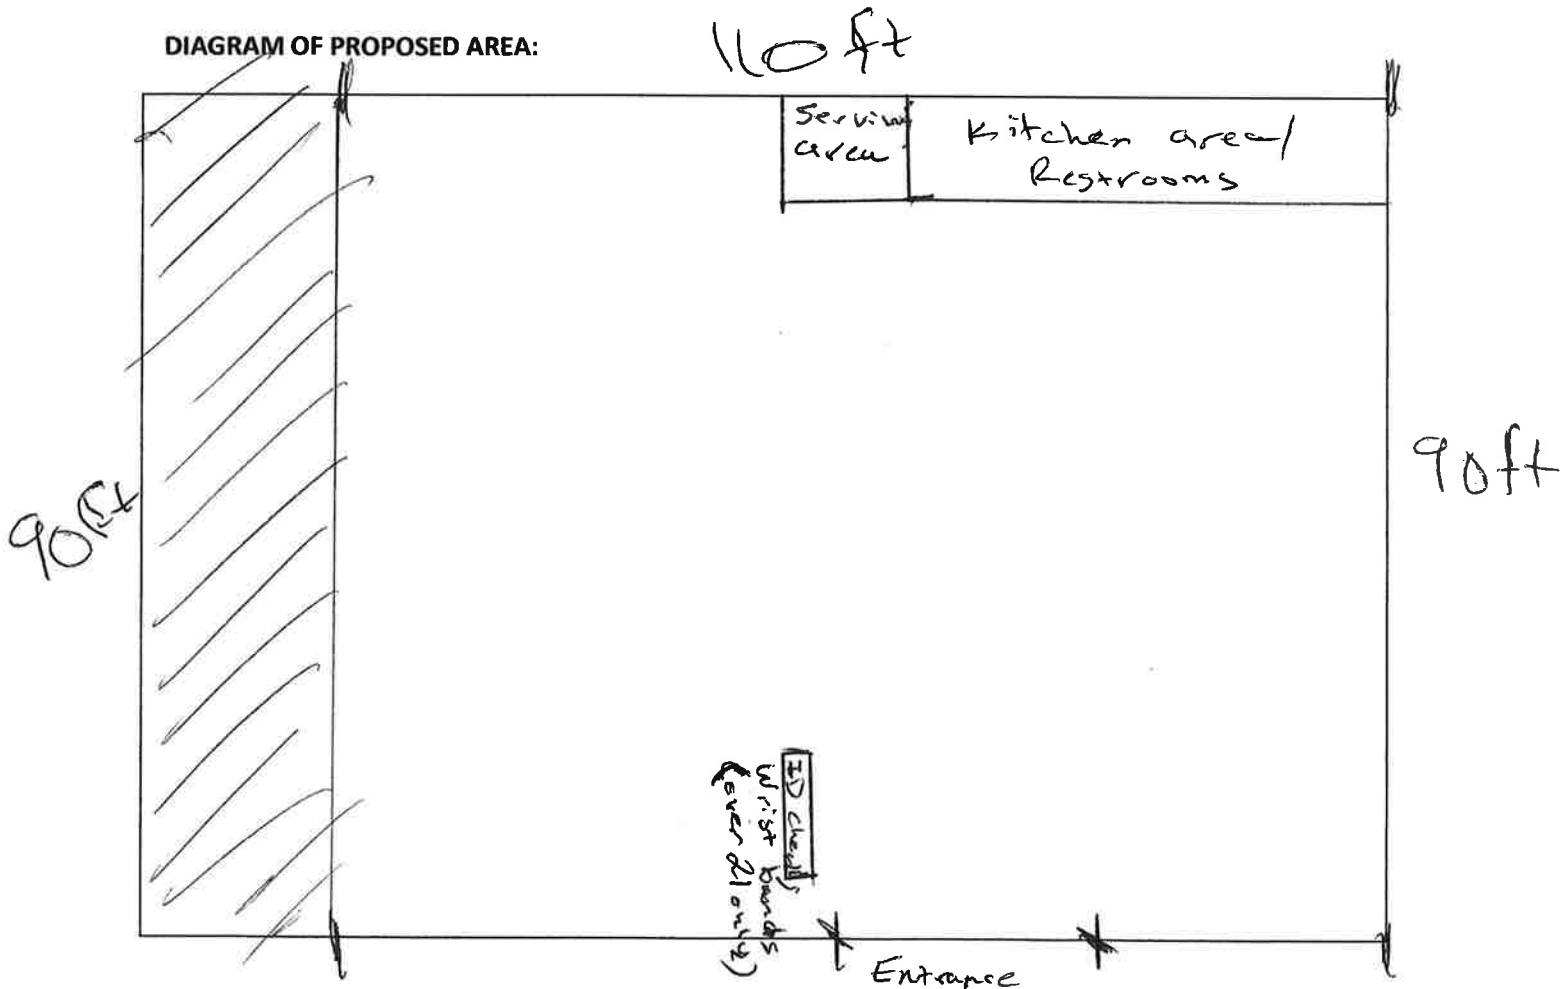 DIAGRAM OF PROPOSED AREA:
110 ft
Serving
area
Kitchen area/
Restrooms
90ft
90ft
ID check,
wrist bands
(over 21 only)
Entrance